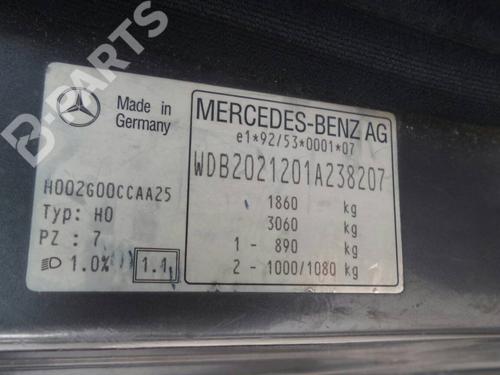 B-PARTS
Made in
Germany
H002G00CCAA25
Typ: H0
PZ : 7
1.0% 1.1
MERCEDES-BENZ AG
e1*92/53*0001*07
WDB2021201A238207
1860 kg
3060 kg
1 - 890 kg
2 - 1000/1080 kg